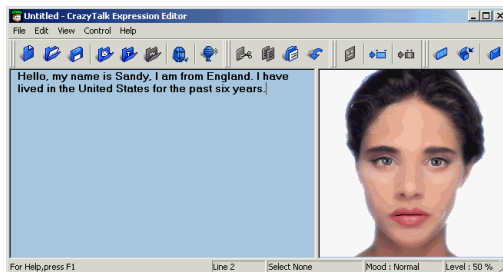 Untitled - CrazyTalk Expression Editor
File Edit View Control Help
Hello, my name is Sandy, I am from England. I have
lived in the United States for the past six years.
For Help,press F1 Line 2 Select None Mood : Normal Level : 50 %